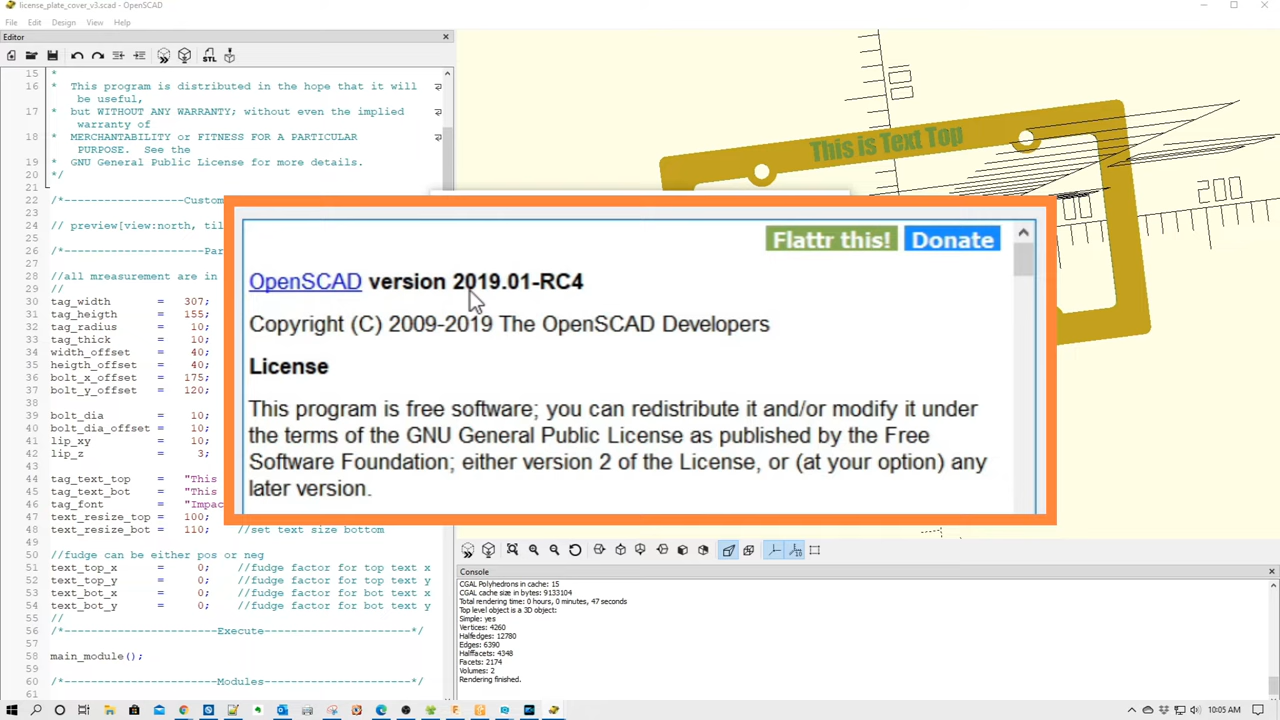 license_plate_cover_v3.scad - OpenSCAD
File Edit Design View Help
Editor
STL
15 *
16 * This program is distributed in the hope that it will
be useful,
17 * but WITHOUT ANY WARRANTY; without even the implied
warranty of
18 * MERCHANTABILITY or FITNESS FOR A PARTICULAR
PURPOSE. See the
19 * GNU General Public License for more details.
20 */
21
22 /*------------------Custom
23
24 // preview[view:north, til
25
26 /*---------------------Par
27
28 //all mreasurement are in
29 //
30 tag_width = 307;
31 tag_heigth = 155;
32 tag_radius = 10;
33 tag_thick = 10;
34 width_offset = 40;
35 heigth_offset = 40;
36 bolt_x_offset = 175;
37 bolt_y_offset = 120;
38
39 bolt_dia = 10;
40 bolt_dia_offset = 10;
41 lip_xy = 10;
42 lip_z = 3;
43
44 tag_text_top = "This
45 tag_text_bot = "This
46 tag_font = "Impac
47 text_resize_top = 100;
48 text_resize_bot = 110; //set text size bottom
49
50 //fudge can be either pos or neg
51 text_top_x = 0; //fudge factor for top text x
52 text_top_y = 0; //fudge factor for top text y
53 text_bot_x = 0; //fudge factor for bot text x
54 text_bot_y = 0; //fudge factor for bot text y
55 //
56 /*-----------------------Execute---------------------*/
57
58 main_module();
59
60 /*-----------------------Modules---------------------*/
61
This is Text Top
100
200
Flattr this! Donate
OpenSCAD version 2019.01-RC4
Copyright (C) 2009-2019 The OpenSCAD Developers
License
This program is free software; you can redistribute it and/or modify it under
the terms of the GNU General Public License as published by the Free
Software Foundation; either version 2 of the License, or (at your option) any
later version.
Console
CGAL Polyhedrons in cache: 15
CGAL cache size in bytes: 9133104
Total rendering time: 0 hours, 0 minutes, 47 seconds
Top level object is a 3D object:
Simple: yes
Vertices: 4260
Halfedges: 12780
Edges: 6390
Halffacets: 4348
Facets: 2174
Volumes: 2
Rendering finished.
10:05 AM